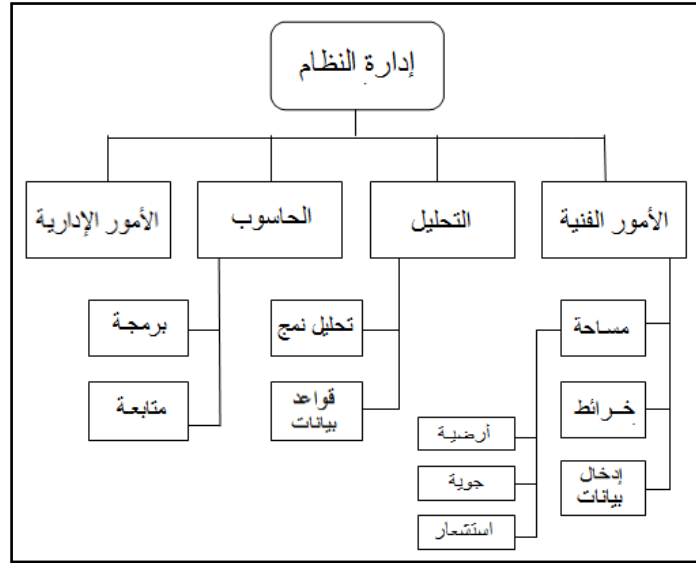 إدارة النظام
الأمور الفنية
التحليل
الحاسوب
الأمور الإدارية
مساحة
تحليل نمج
برمجة
خرائط
قواعد
بيانات
متابعة
أرضية
إدخال
بيانات
جوية
استشعار